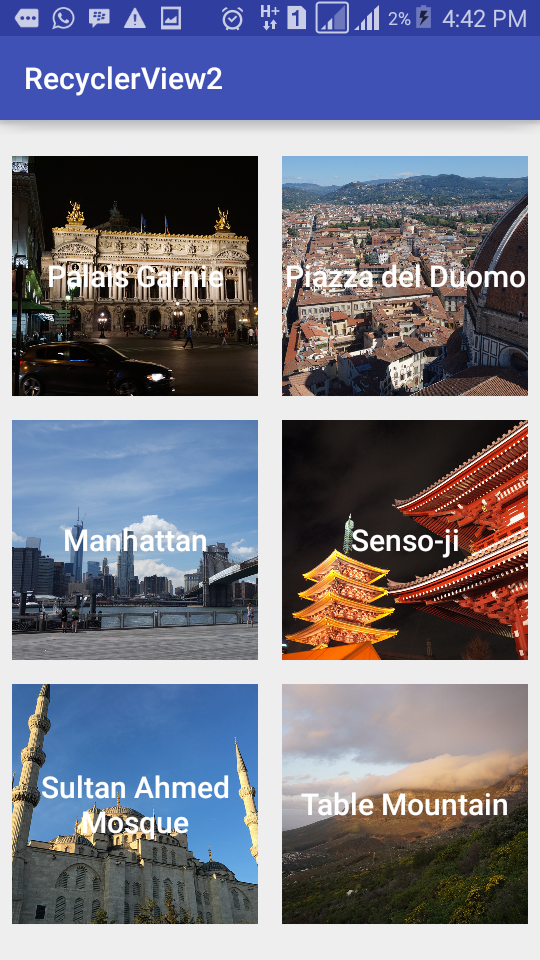 H+ 1 2% 4:42 PM
RecyclerView2
Palais Garnie
Piazza del Duomo
Manhattan
Senso-ji
Sultan Ahmed
Mosque
Table Mountain